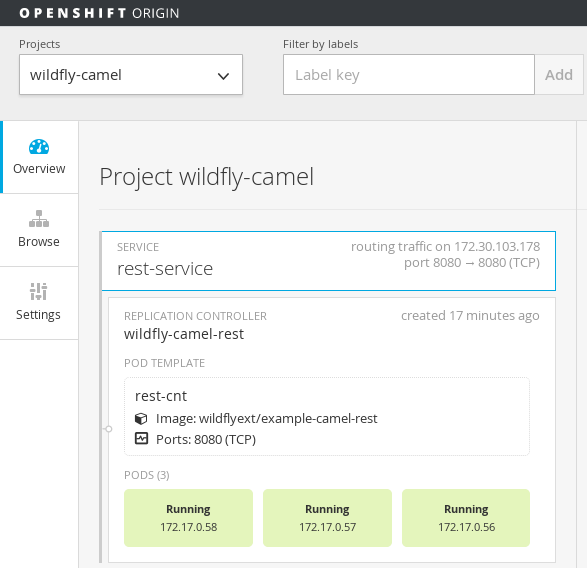 OPENSHIFT ORIGIN
Projects
Filter by labels
wildfly-camel
Label key
Add
Overview
Browse
Settings
Project wildfly-camel
SERVICE
rest-service
routing traffic on 172.30.103.178
port 8080 → 8080 (TCP)
REPLICATION CONTROLLER
wildfly-camel-rest
created 17 minutes ago
POD TEMPLATE
rest-cnt
Image: wildflyext/example-camel-rest
Ports: 8080 (TCP)
PODS (3)
Running
172.17.0.58
Running
172.17.0.57
Running
172.17.0.56